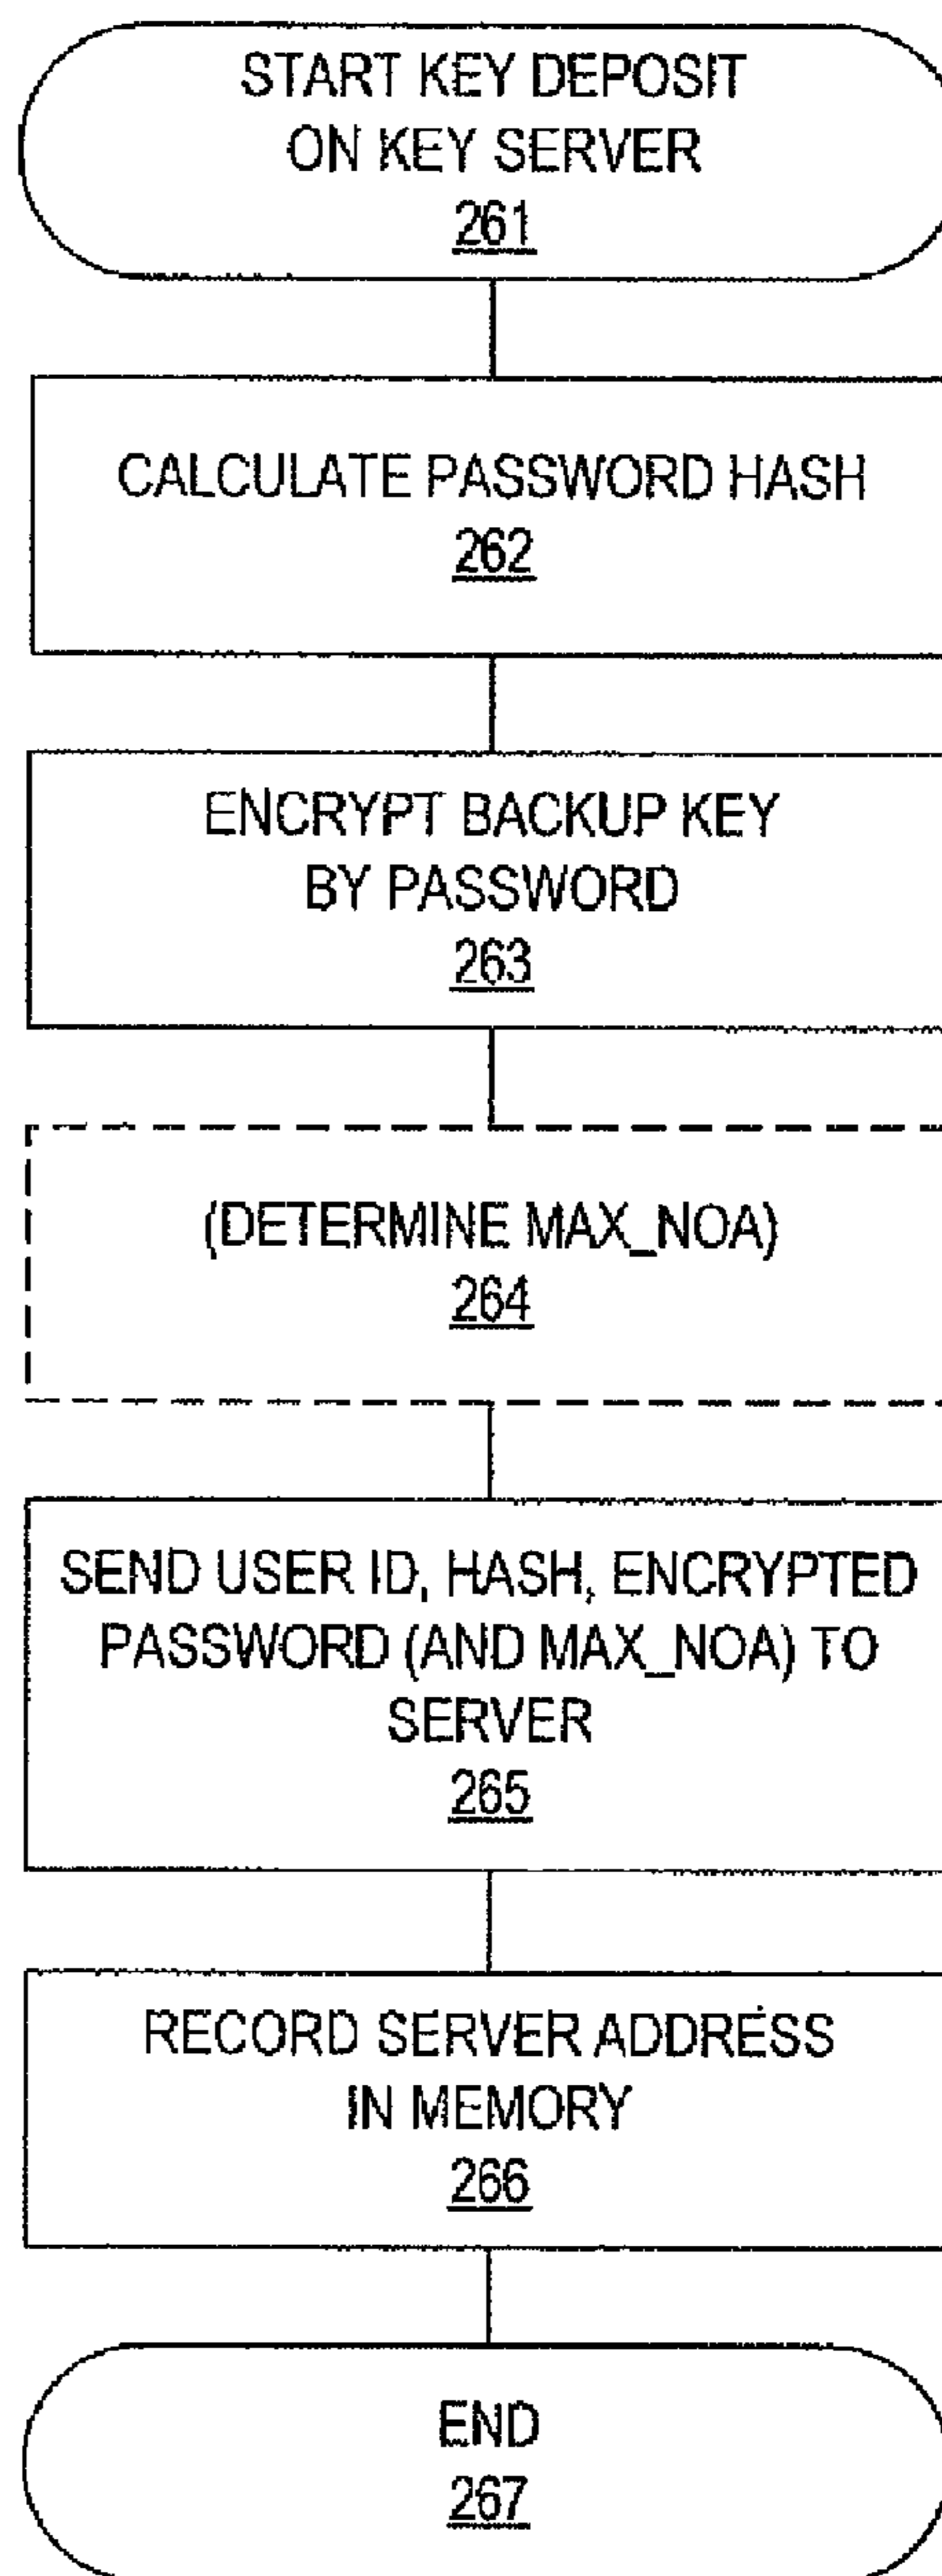 START KEY DEPOSIT
ON KEY SERVER
261
CALCULATE PASSWORD HASH
262
ENCRYPT BACKUP KEY
BY PASSWORD
263
(DETERMINE MAX_NOA)
264
SEND USER ID, HASH, ENCRYPTED
PASSWORD (AND MAX_NOA) TO
SERVER
265
RECORD SERVER ADDRESS
IN MEMORY
266
END
267